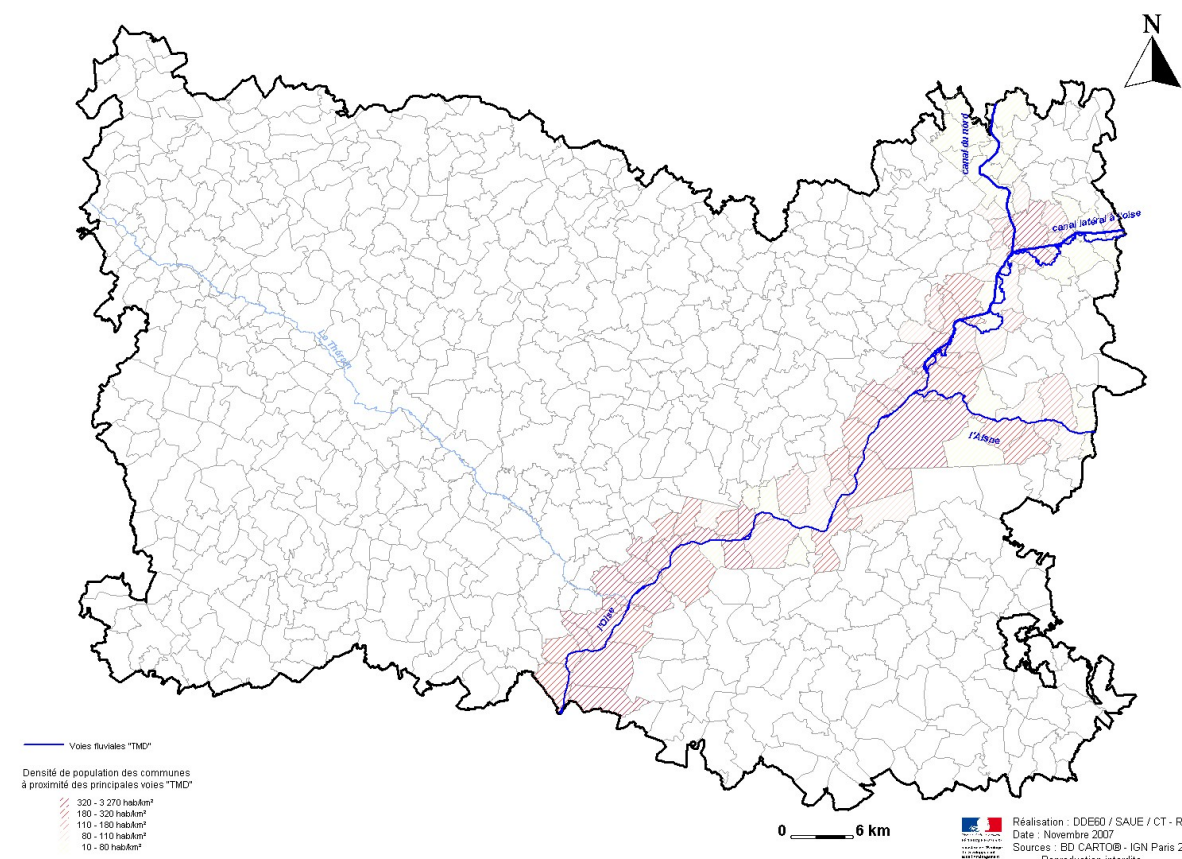 N
canal du nord
canal latéral à l'oise
Le Thérain
l'Aisne
l'Oise
Voies fluviales "TMD"
Densité de population des communes
à proximité des principales voies "TMD"
320 - 3 270 hab/km²
180 - 320 hab/km²
110 - 180 hab/km²
80 - 110 hab/km²
10 - 80 hab/km²
0 6 km
Réalisation : DDE60 / SAUE / CT - R
Date : Novembre 2007
Sources : BD CARTO® - IGN Paris 2
Reproduction interdite